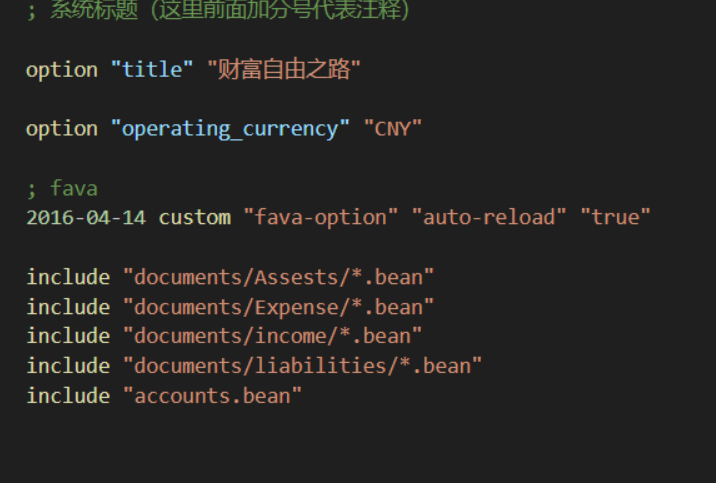 ; 系统标题（这里前面加分号代表注释）
option "title" "财富自由之路"
option "operating_currency" "CNY"
; fava
2016-04-14 custom "fava-option" "auto-reload" "true"
include "documents/Assests/*.bean"
include "documents/Expense/*.bean"
include "documents/income/*.bean"
include "documents/liabilities/*.bean"
include "accounts.bean"